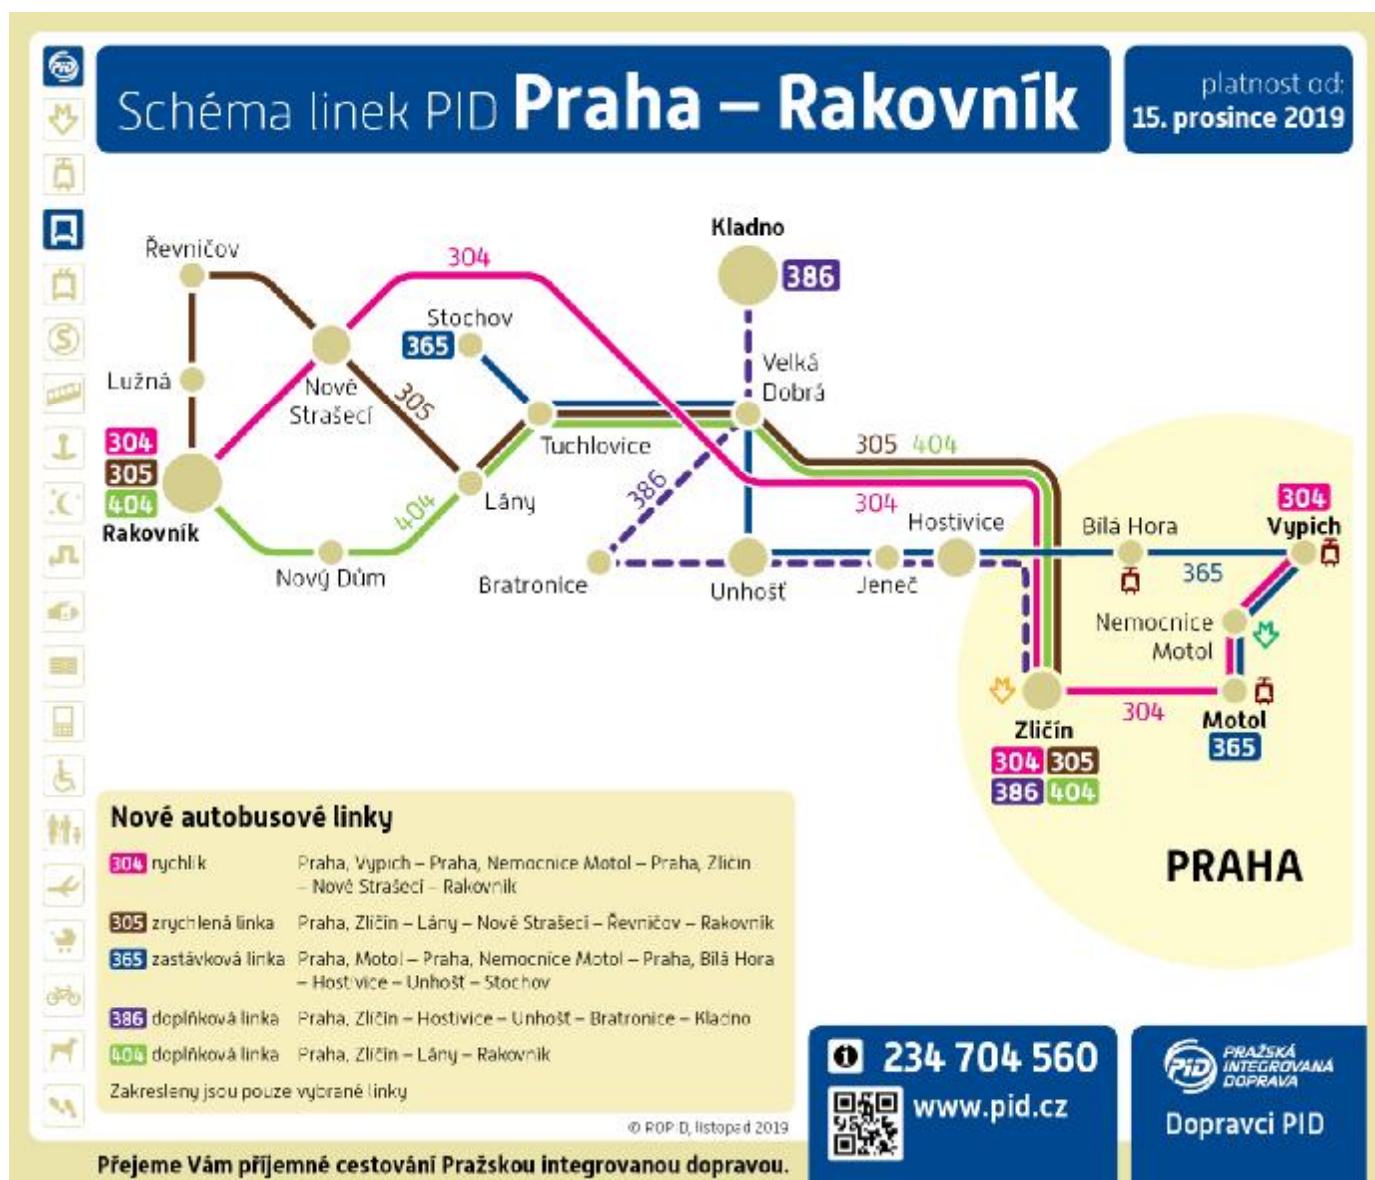 PID
Schéma linek PID Praha – Rakovník
platnost od:
15. prosince 2019
Kladno
386
Řevničov
304
Stochov
365
Velká
Dobrá
Lužná
Nové
Strašecí
305
304
305
404
Rakovník
Tuchlovice
305 404
304
Lány
404
386
Hostivice
Bílá Hora
304
Vypich
Nový Dům
Bratronice
Unhošť
Jeneč
365
Nemocnice
Motol
Zličín
304 305
386 404
304
Motol
365
PRAHA
Nové autobusové linky
304 rychlík Praha, Vypich – Praha, Nemocnice Motol – Praha, Zličín
– Nové Strašecí – Rakovník
305 zrychlená linka Praha, Zličín – Lány – Nové Strašecí – Řevničov – Rakovník
365 zastávková linka Praha, Motol – Praha, Nemocnice Motol – Praha, Bílá Hora
– Hostivice – Unhošť – Stochov
386 doplňková linka Praha, Zličín – Hostivice – Unhošť – Bratronice – Kladno
404 doplňková linka Praha, Zličín – Lány – Rakovník
Zakresleny jsou pouze vybrané linky
© ROPID, listopad 2019
234 704 560
www.pid.cz
PID PRAŽSKÁ
INTEGROVANÁ
DOPRAVA
Dopravci PID
Přejeme Vám příjemné cestování Pražskou integrovanou dopravou.